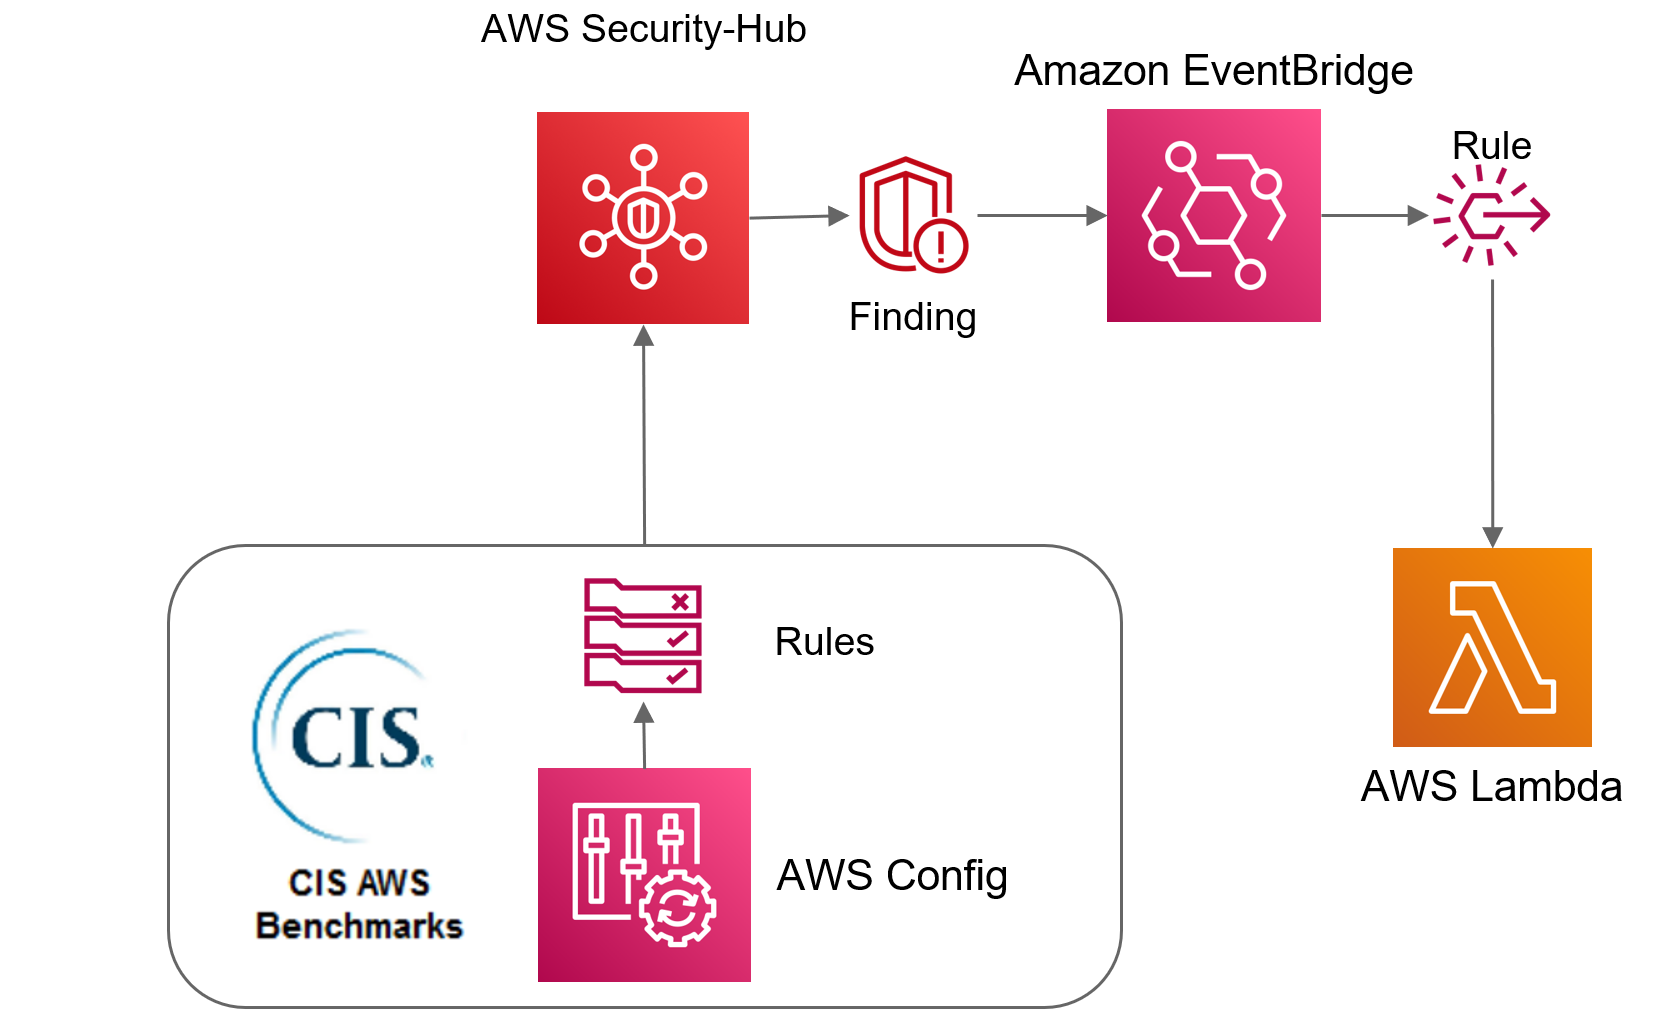 AWS Security-Hub
Amazon EventBridge
Rule
Finding
Rules
CIS®
AWS Lambda
CIS AWS
Benchmarks
AWS Config